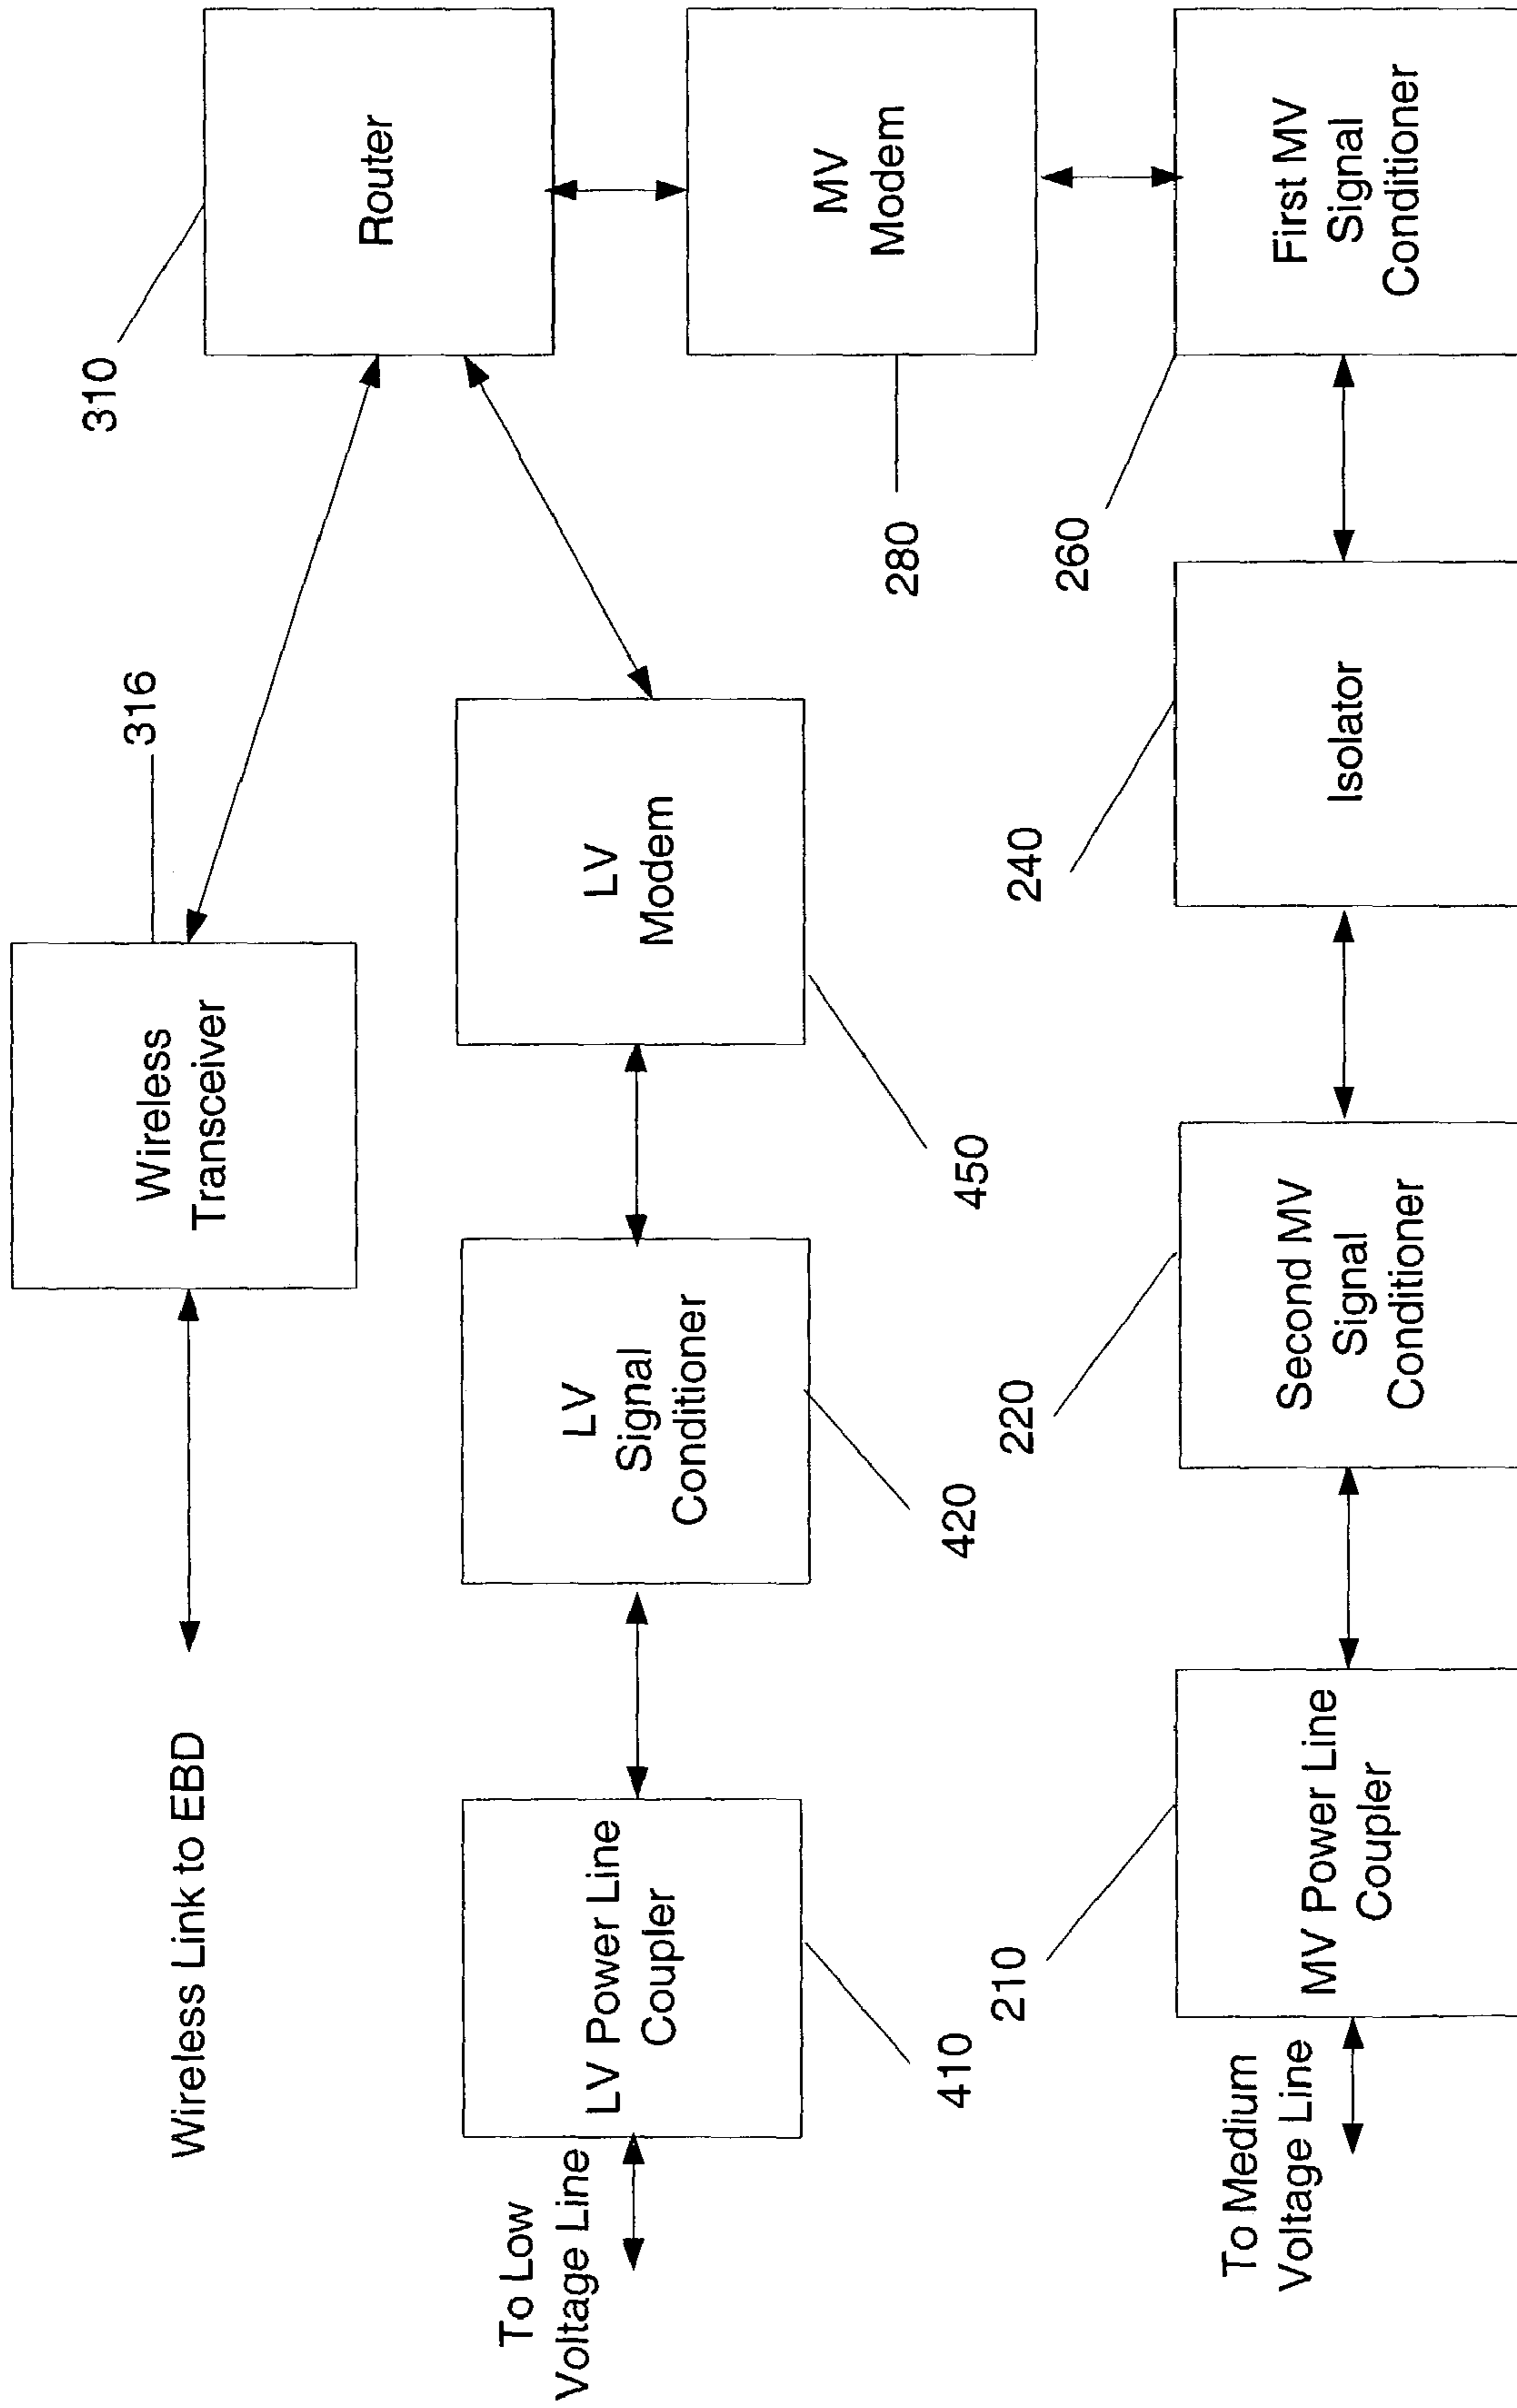 Wireless Link to EBD
Wireless
Transceiver
316
310
Router
To Low
Voltage Line
LV Power Line
Coupler
410
LV
Signal
Conditioner
420
LV
Modem
450
MV
Modem
280
To Medium
Voltage Line
MV Power Line
Coupler
210
Second MV
Signal
Conditioner
220
Isolator
240
First MV
Signal
Conditioner
260